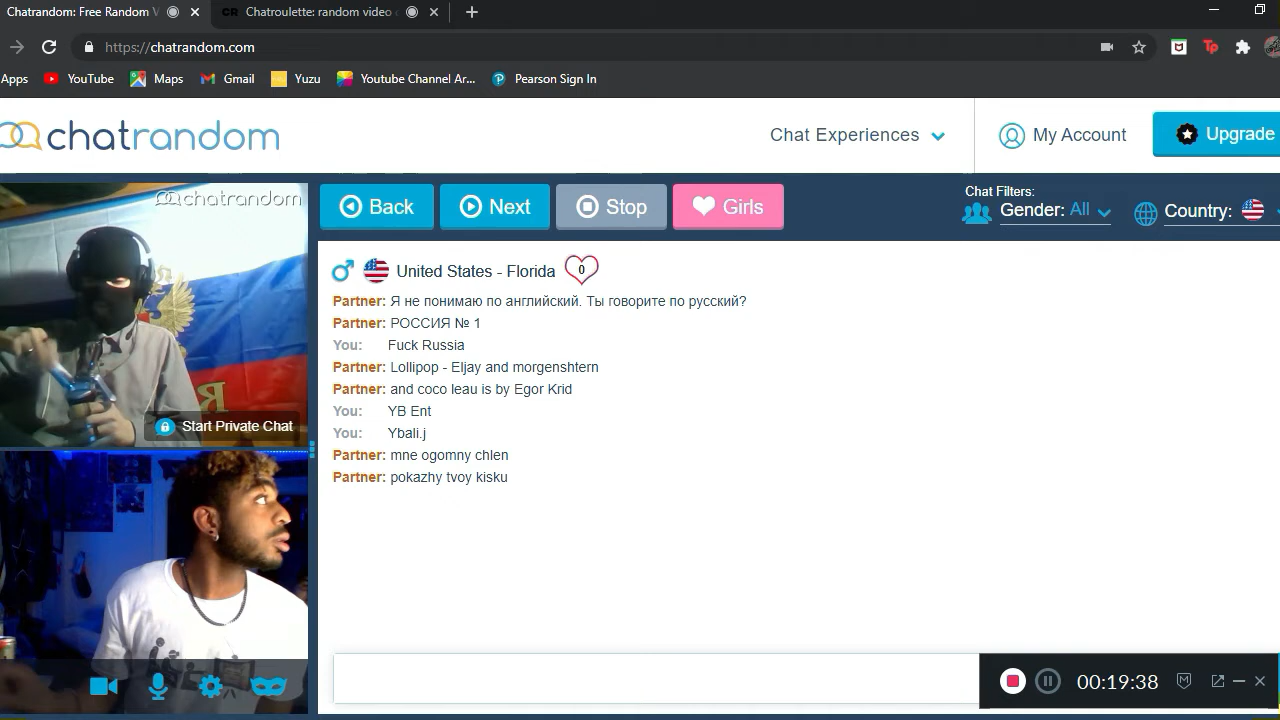 Chatrandom: Free Random V
Chatroulette: random video
https://chatrandom.com
Apps
YouTube
Maps
Gmail
Yuzu
Youtube Channel Ar...
Pearson Sign In
chatrandom
Chat Experiences
My Account
Upgrade
chatrandom
Back
Next
Stop
Girls
Chat Filters:
Gender: All
Country:
United States - Florida
0
Partner: Я не понимаю по английский. Ты говорите по русский?
Partner: РОССИЯ № 1
You: Fuck Russia
Partner: Lollipop - Eljay and morgenshtern
Partner: and coco leau is by Egor Krid
You: YB Ent
You: Ybali.j
Partner: mne ogomny chlen
Partner: pokazhy tvoy kisku
Я
Start Private Chat
00:19:38